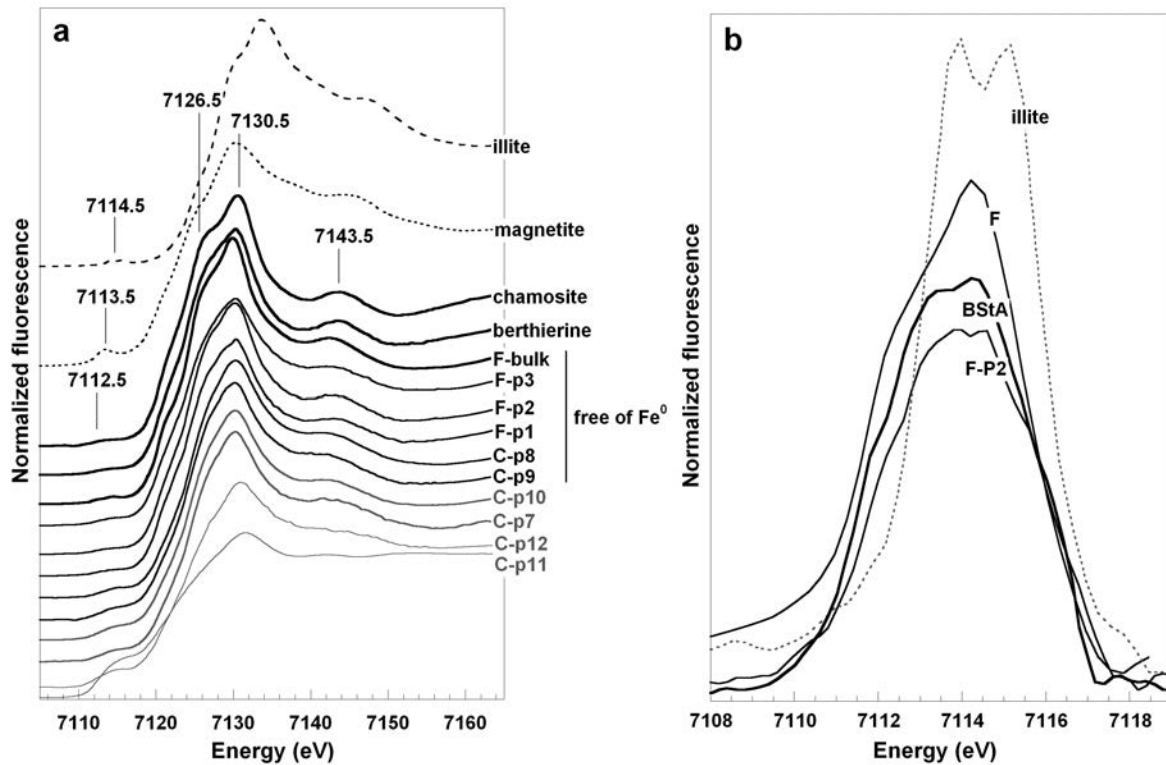 a
7126.5
7130.5
7114.5
7113.5
7112.5
7143.5
illite
magnetite
chamosite
berthierine
F-bulk
F-p3
F-p2
F-p1
C-p8
C-p9
C-p10
C-p7
C-p12
C-p11
free of Fe⁰
Normalized fluorescence
7110 7120 7130 7140 7150 7160
Energy (eV)
b
illite
F
BStA
F-P2
Normalized fluorescence
7108 7110 7112 7114 7116 7118
Energy (eV)